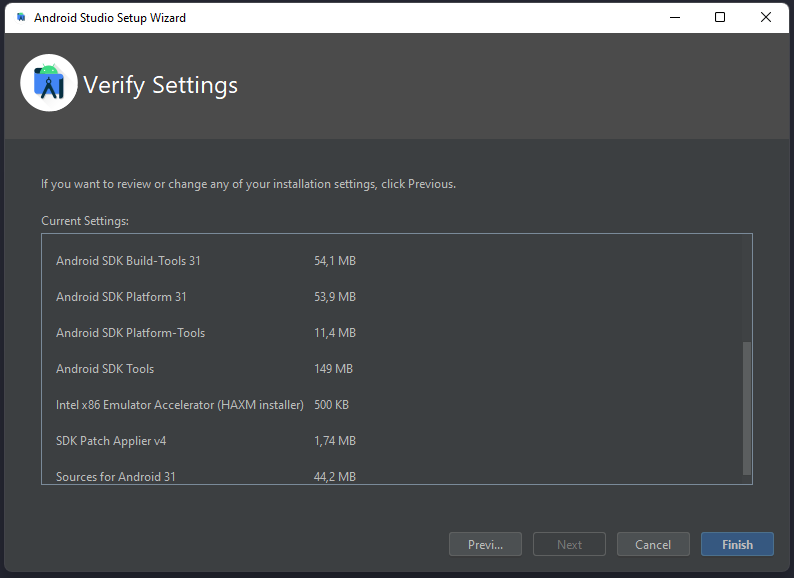 Android Studio Setup Wizard
Verify Settings
If you want to review or change any of your installation settings, click Previous.
Current Settings:
Android SDK Build-Tools 31 54,1 MB
Android SDK Platform 31 53,9 MB
Android SDK Platform-Tools 11,4 MB
Android SDK Tools 149 MB
Intel x86 Emulator Accelerator (HAXM installer) 500 KB
SDK Patch Applier v4 1,74 MB
Sources for Android 31 44,2 MB
Previ... Next Cancel Finish